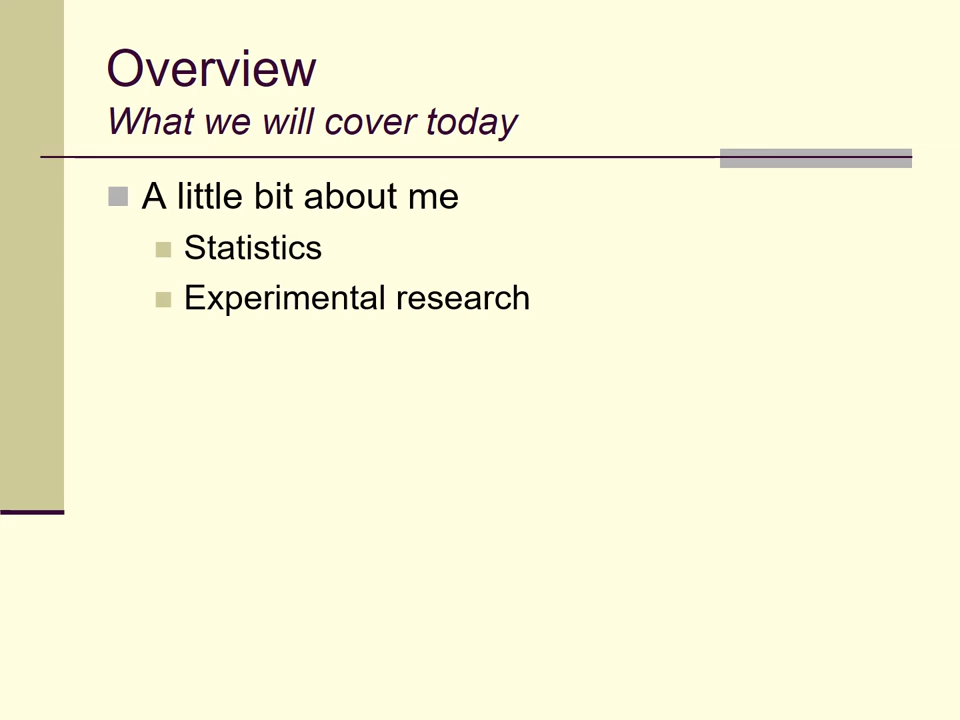 Overview
What we will cover today
A little bit about me
Statistics
Experimental research